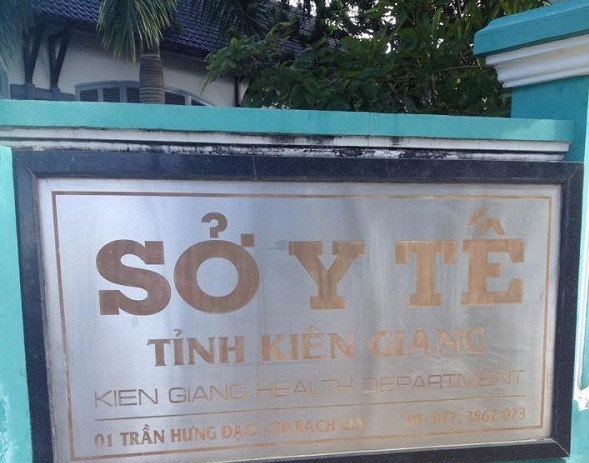 SỞ Y TẾ
TỈNH KIÊN GIANG
KIEN GIANG HEALTH DEPARTMENT
01 TRẦN HƯNG ĐẠO - TP.RẠCH GIÁ ĐT: 077. 3862 023